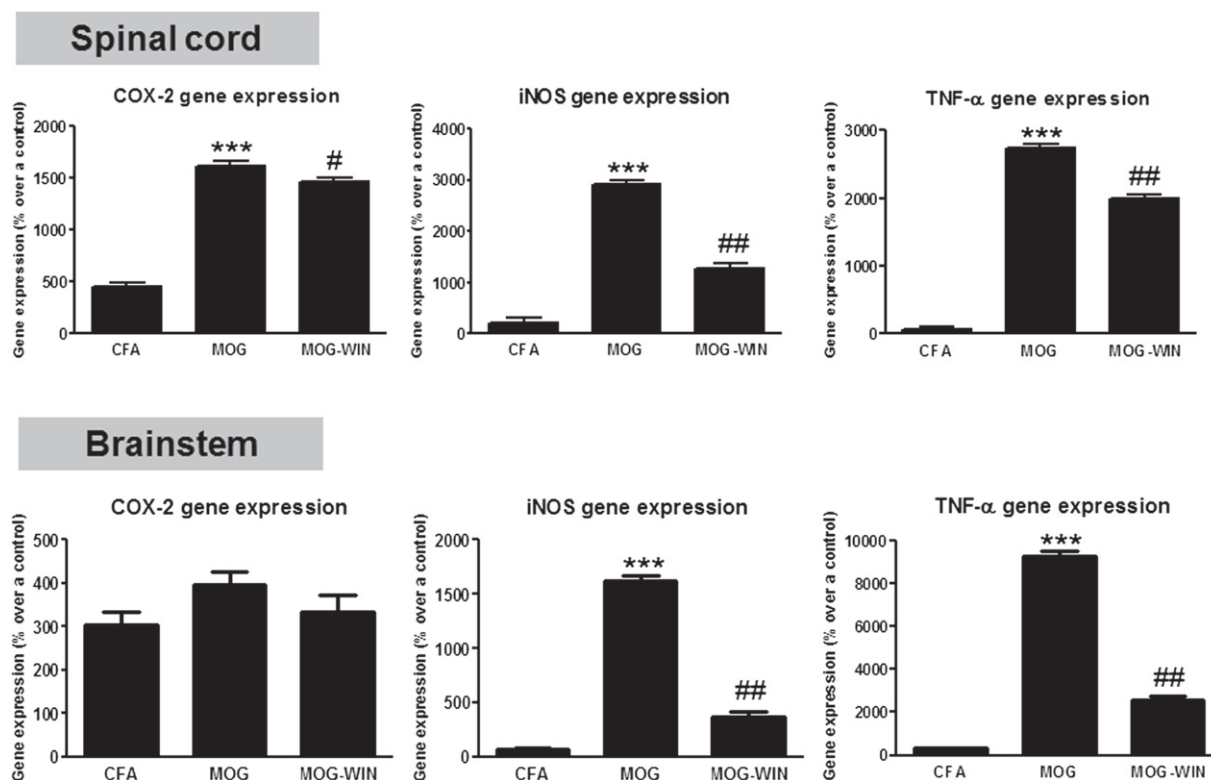 Spinal cord
COX-2 gene expression
Gene expression (% over a control)
2000
1500
1000
500
0
***
#
CFA MOG MOG-WIN
iNOS gene expression
Gene expression (% over a control)
4000
3000
2000
1000
0
***
##
CFA MOG MOG-WIN
TNF-α gene expression
Gene expression (% over a control)
3000
2000
1000
0
***
##
CFA MOG MOG-WIN
Brainstem
COX-2 gene expression
Gene expression (% over a control)
500
400
300
200
100
0
CFA MOG MOG-WIN
iNOS gene expression
Gene expression (% over a control)
2000
1500
1000
500
0
***
##
CFA MOG MOG-WIN
TNF-α gene expression
Gene expression (% over a control)
10000
8000
6000
4000
2000
0
***
##
CFA MOG MOG-WIN